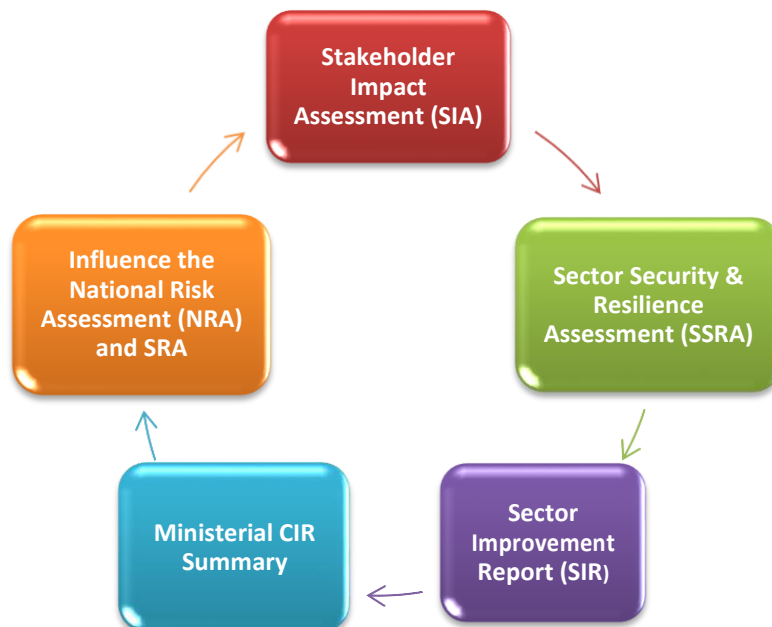 Stakeholder
Impact
Assessment (SIA)
Sector Security &
Resilience
Assessment (SSRA)
Sector
Improvement
Report (SIR)
Ministerial CIR
Summary
Influence the
National Risk
Assessment (NRA)
and SRA